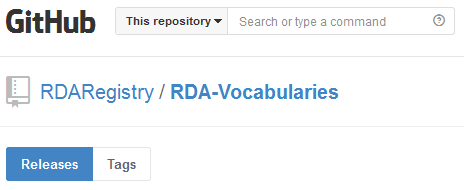 GitHub This repository Search or type a command
RDARegistry / RDA-Vocabularies
Releases Tags